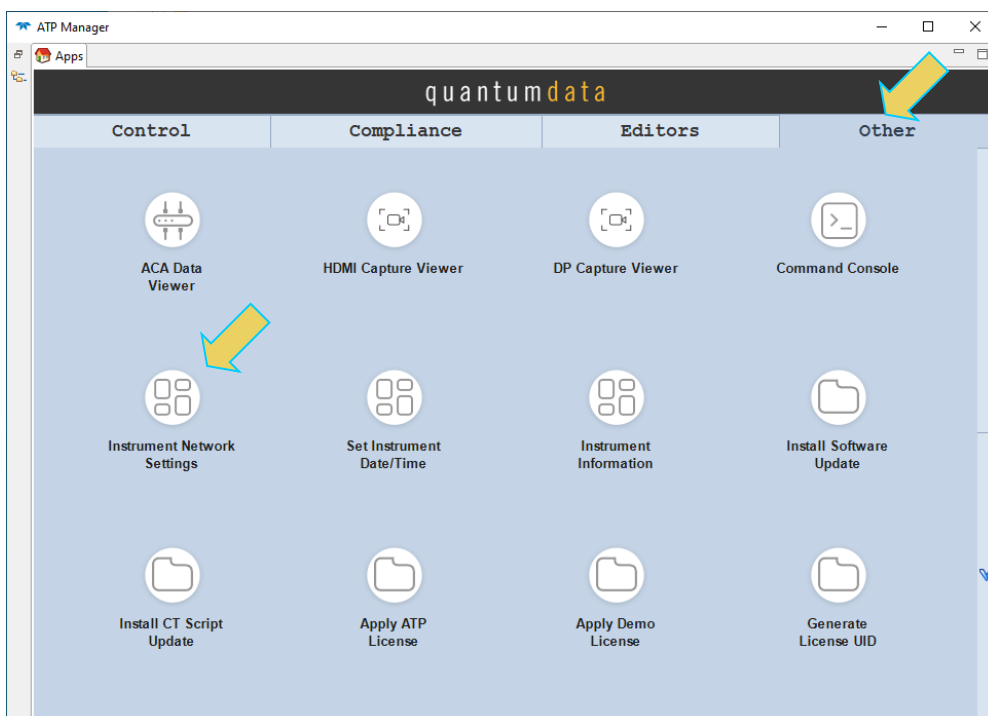 ATP Manager
Apps
quantumdata
Control Compliance Editors Other
ACA Data
Viewer
HDMI Capture Viewer
DP Capture Viewer
Command Console
Instrument Network
Settings
Set Instrument
Date/Time
Instrument
Information
Install Software
Update
Install CT Script
Update
Apply ATP
License
Apply Demo
License
Generate
License UID